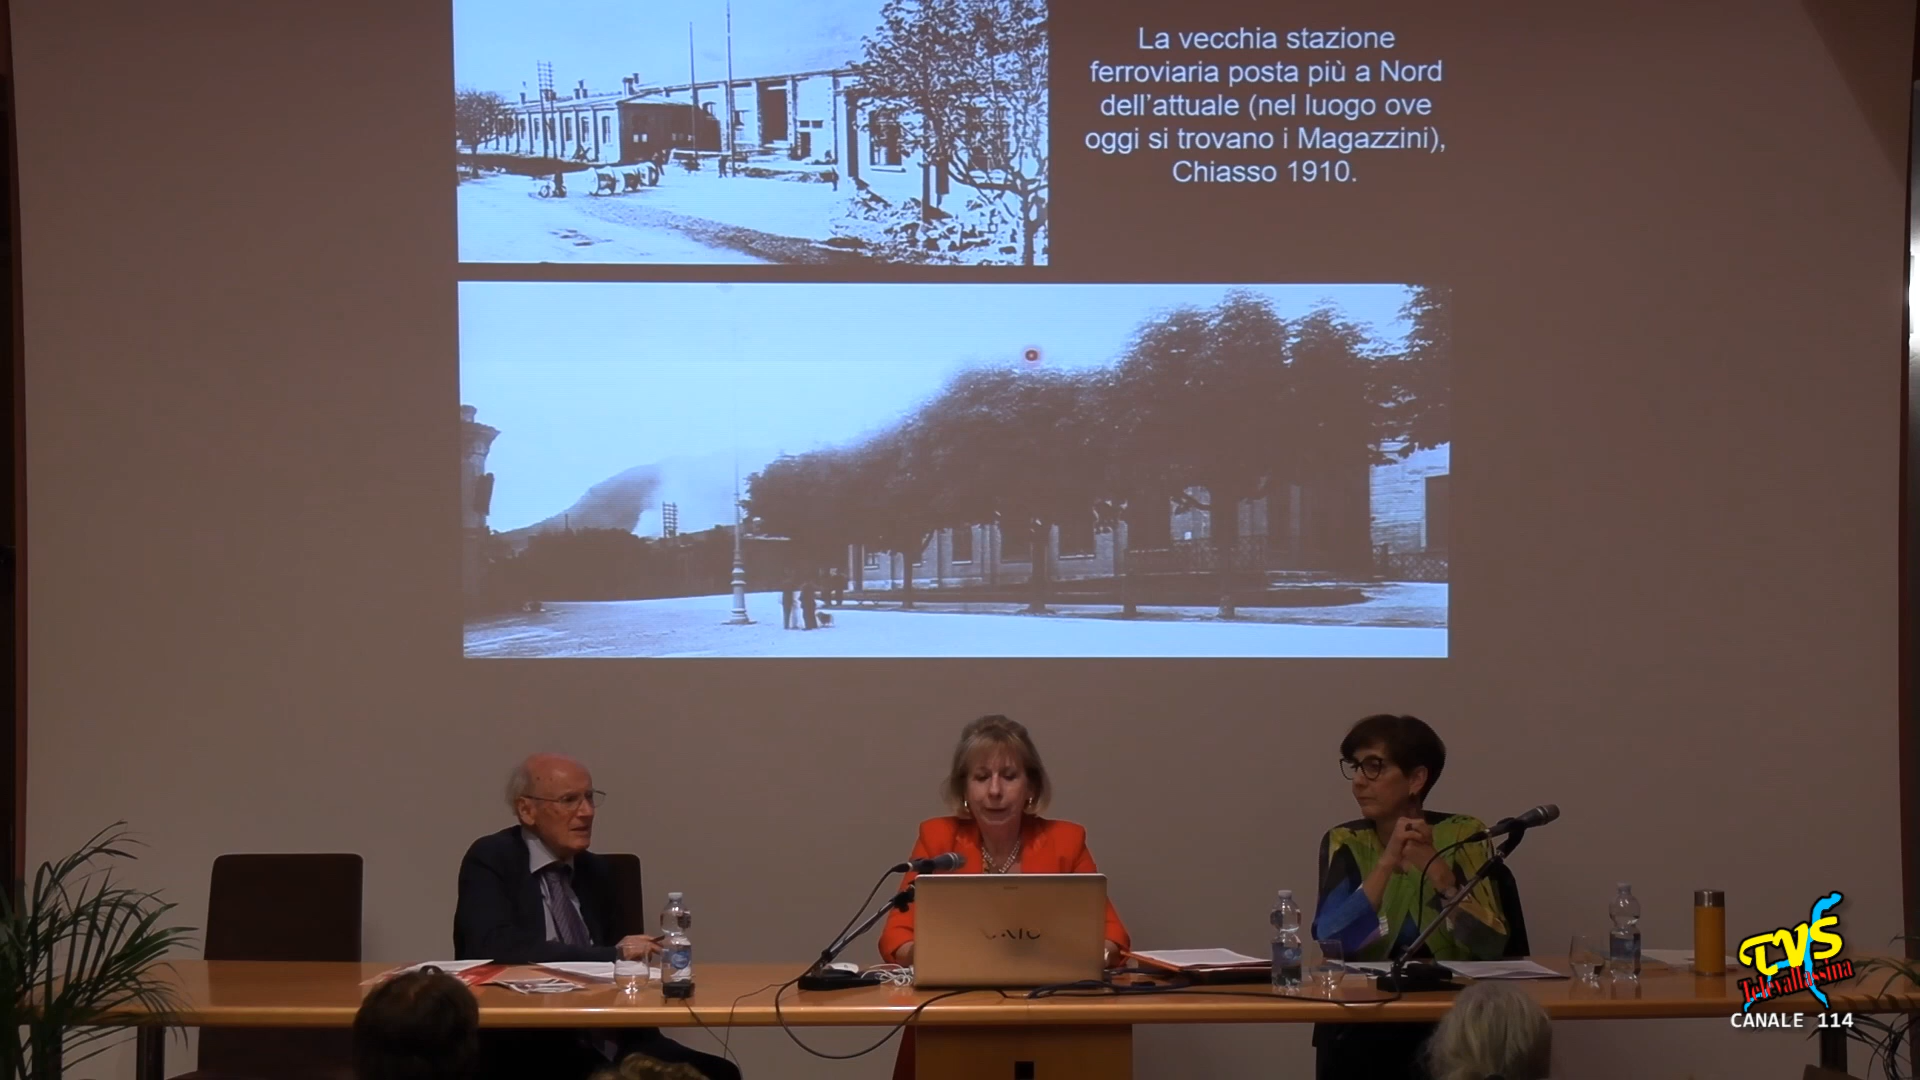 La vecchia stazione
ferroviaria posta più a Nord
dell'attuale (nel luogo ove
oggi si trovano i Magazzini),
Chiasso 1910.
VAIO
TVS
Televallassina
CANALE 114